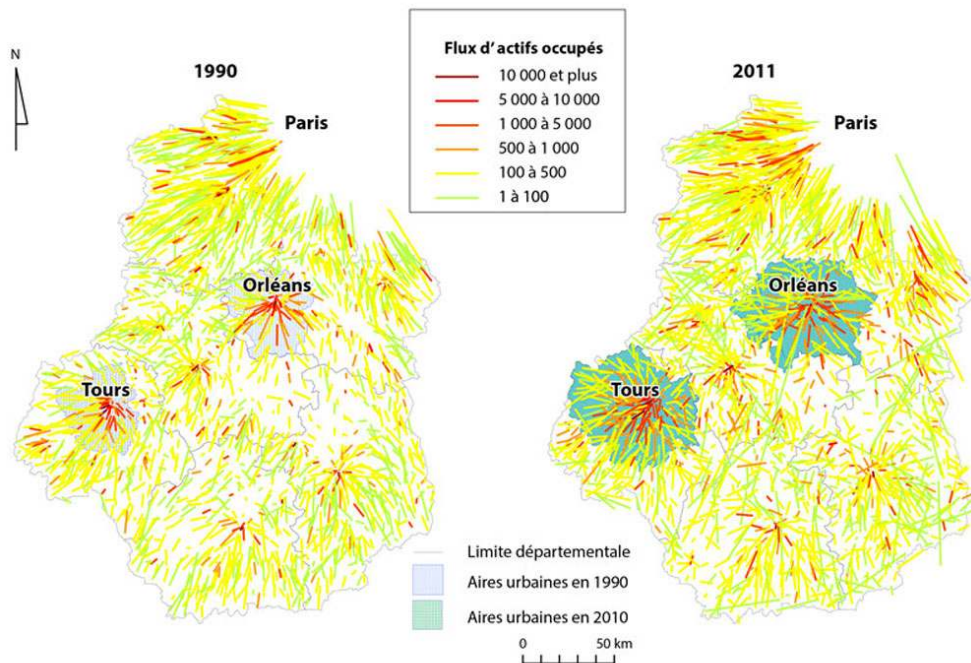 N
1990
Paris
Orléans
Tours
Flux d'actifs occupés
10 000 et plus
5 000 à 10 000
1 000 à 5 000
500 à 1 000
100 à 500
1 à 100
2011
Paris
Orléans
Tours
Limite départementale
Aires urbaines en 1990
Aires urbaines en 2010
0 50 km